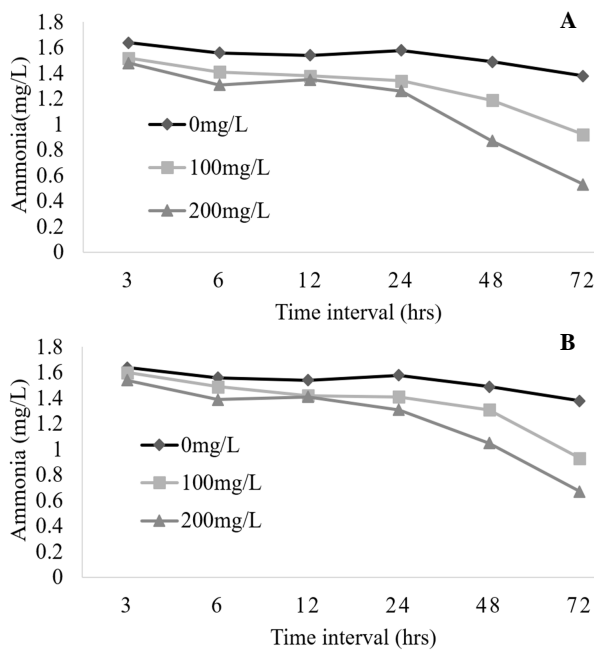 A
1.8
1.6
1.4
1.2
1
0.8
0.6
0.4
0.2
0
Ammonia(mg/L)
0mg/L
100mg/L
200mg/L
3 6 12 24 48 72
Time interval (hrs)
B
1.8
1.6
1.4
1.2
1
0.8
0.6
0.4
0.2
0
Ammonia (mg/L)
0mg/L
100mg/L
200mg/L
3 6 12 24 48 72
Time interval (hrs)